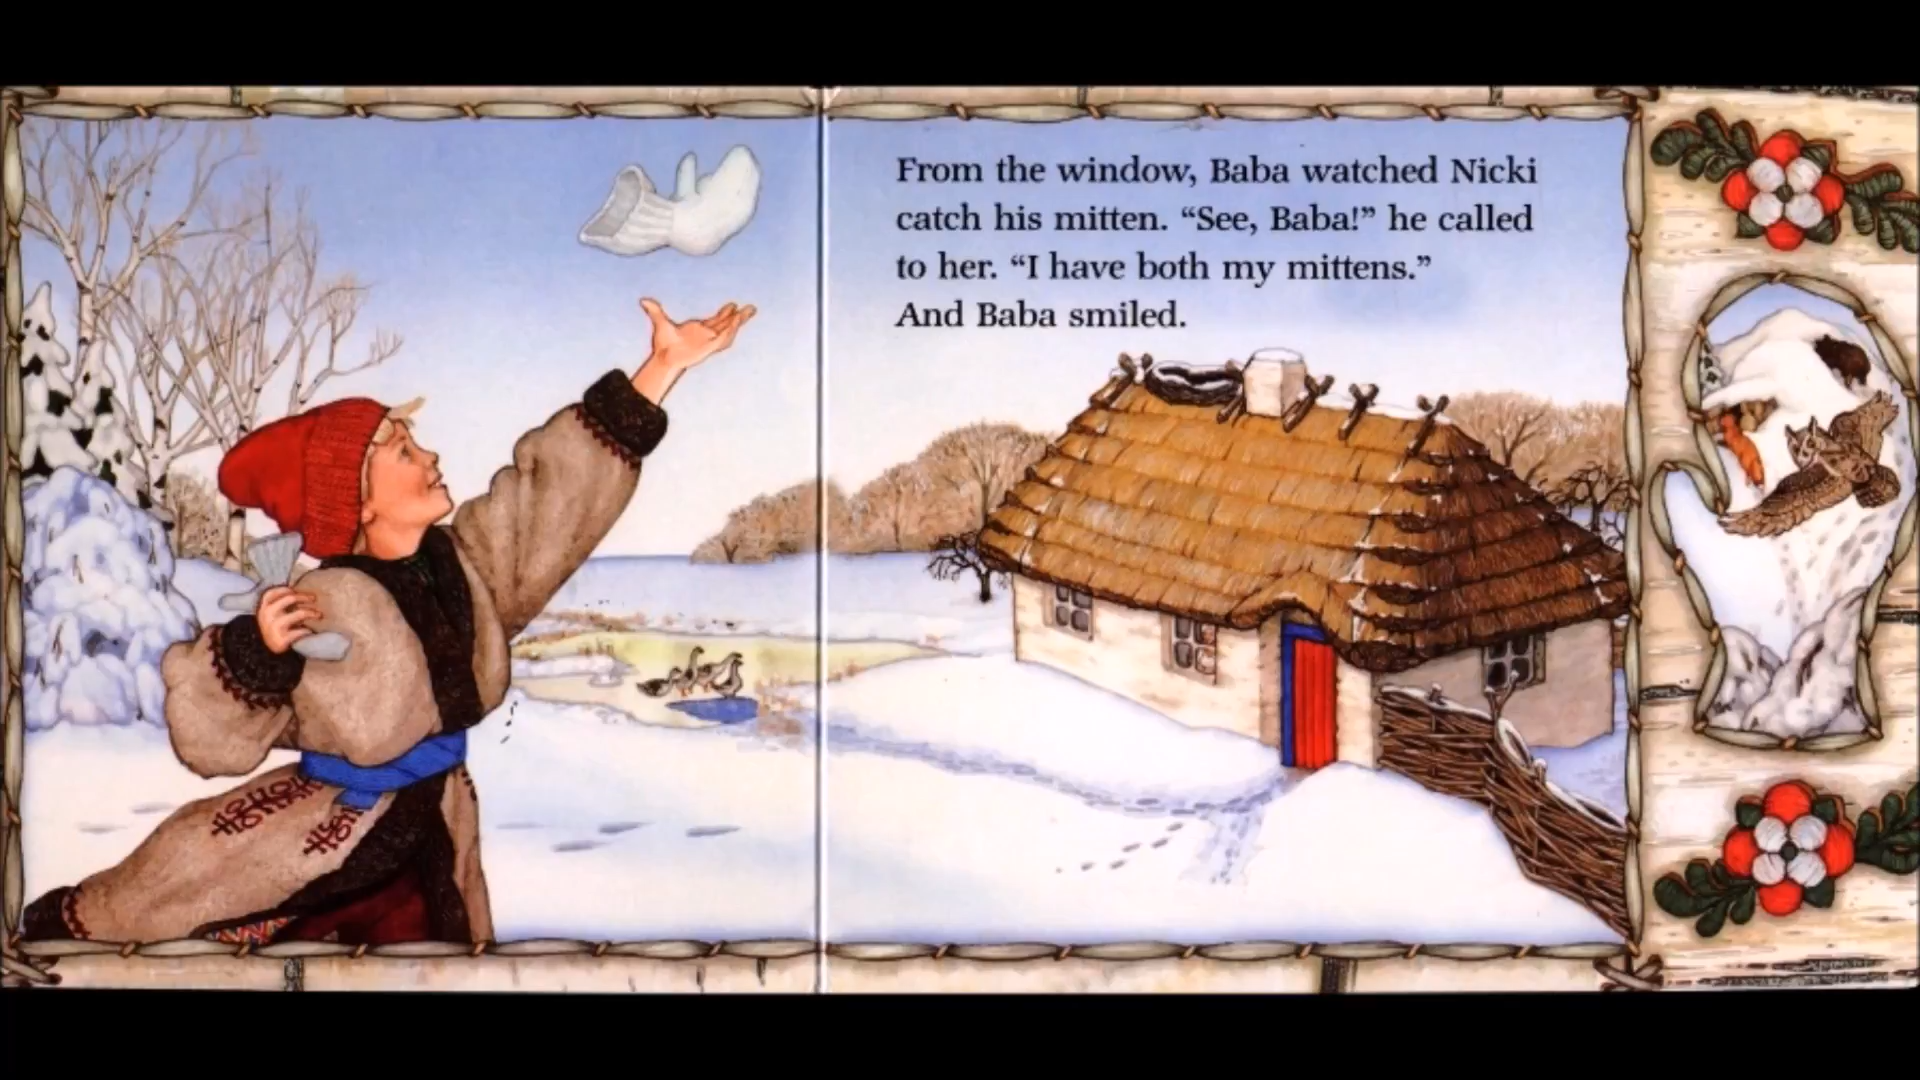 From the window, Baba watched Nicki
catch his mitten. “See, Baba!” he called
to her. “I have both my mittens.”
And Baba smiled.